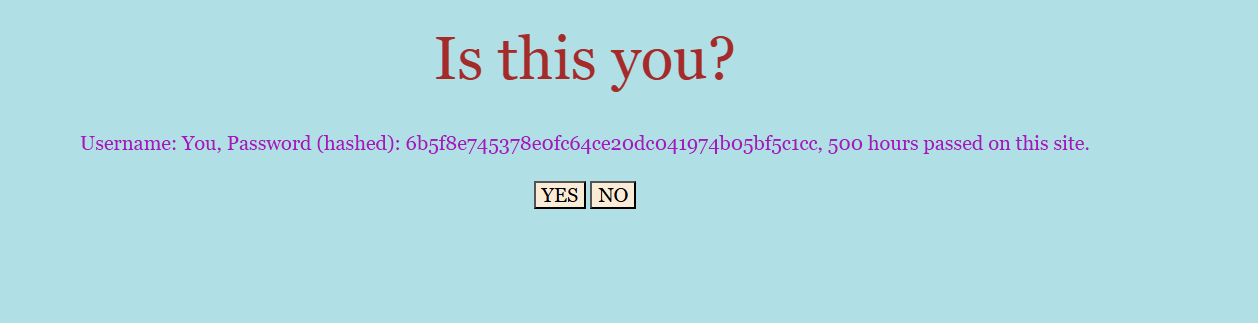 Is this you?
Username: You, Password (hashed): 6b5f8e745378e0fc64ce20dc041974b05bf5c1cc, 500 hours passed on this site.
YES NO